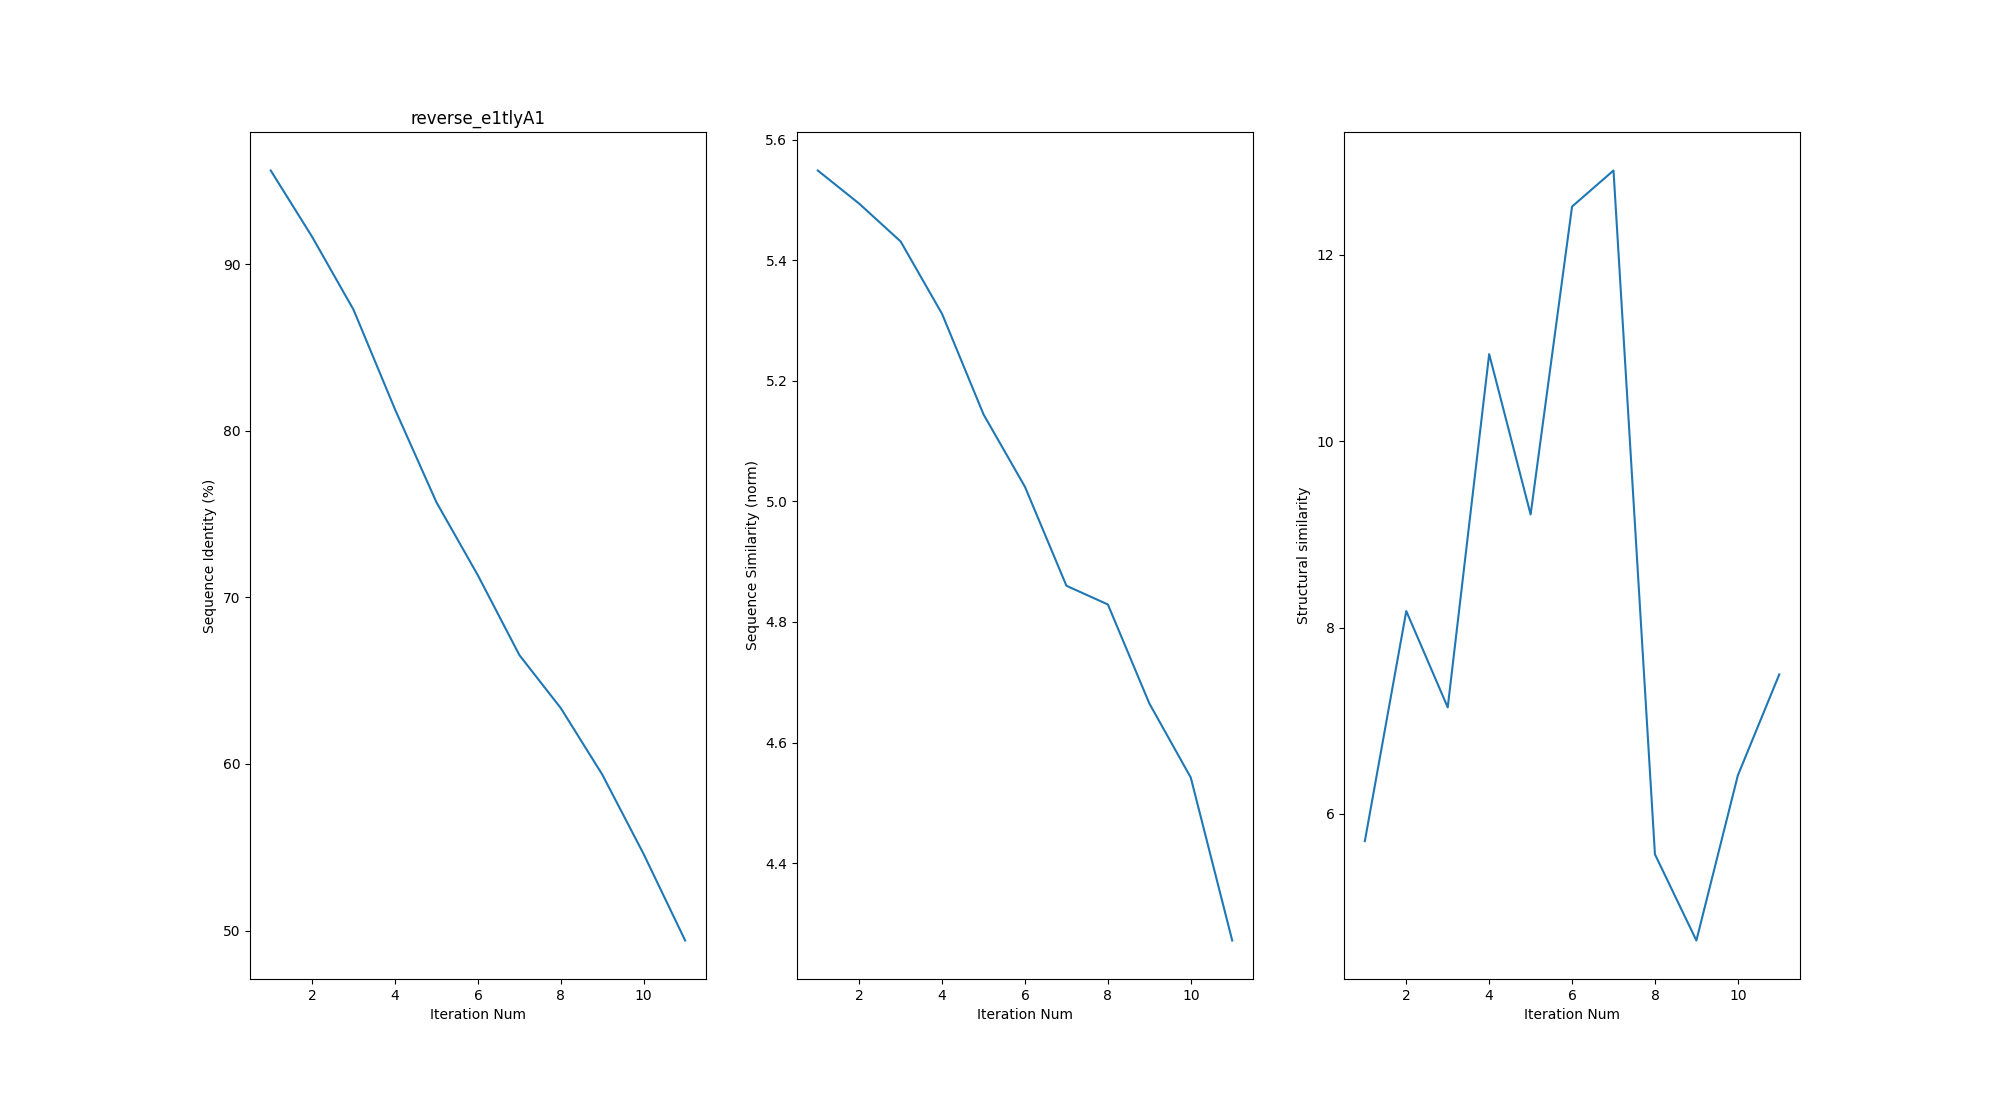 reverse_e1tlyA1
Sequence Identity (%)
90
80
70
60
50
2 4 6 8 10
Iteration Num
Sequence Similarity (norm)
5.6
5.4
5.2
5.0
4.8
4.6
4.4
2 4 6 8 10
Iteration Num
Structural similarity
12
10
8
6
2 4 6 8 10
Iteration Num